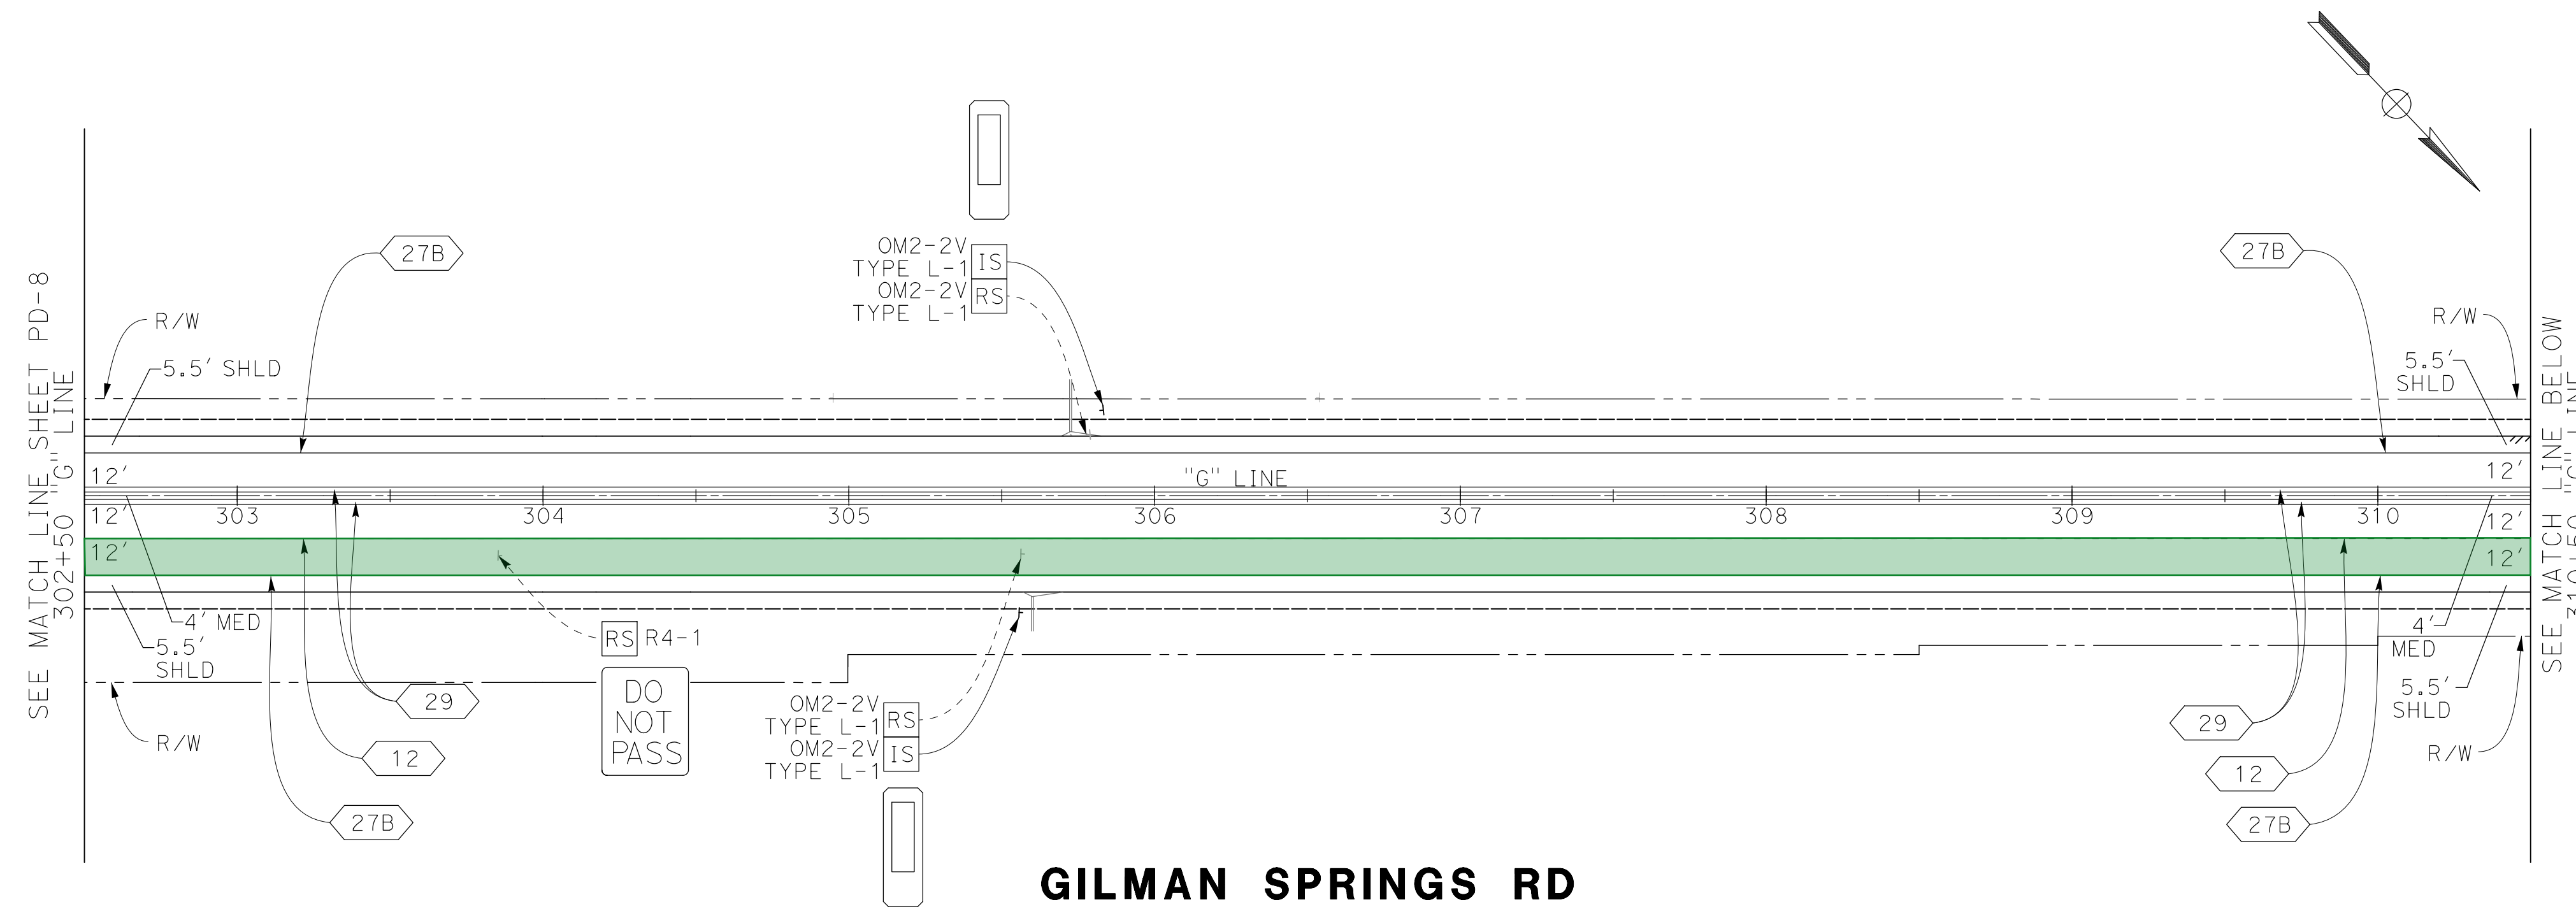 SEE MATCH LINE SHEET PD-8
302+50 "G" LINE
27B
R/W
5.5' SHLD
OM2-2V
TYPE L-1
IS
OM2-2V
TYPE L-1
RS
27B
R/W
5.5'
SHLD
SEE MATCH LINE BELOW
310+50 "G" LINE
12'
"G" LINE
12'
12'
303
304
305
306
307
308
309
310
12'
12'
12'
4' MED
5.5'
SHLD
RS R4-1
DO
NOT
PASS
29
12
27B
R/W
OM2-2V
TYPE L-1
RS
OM2-2V
TYPE L-1
IS
4'
MED
5.5'
SHLD
29
12
27B
R/W
GILMAN SPRINGS RD